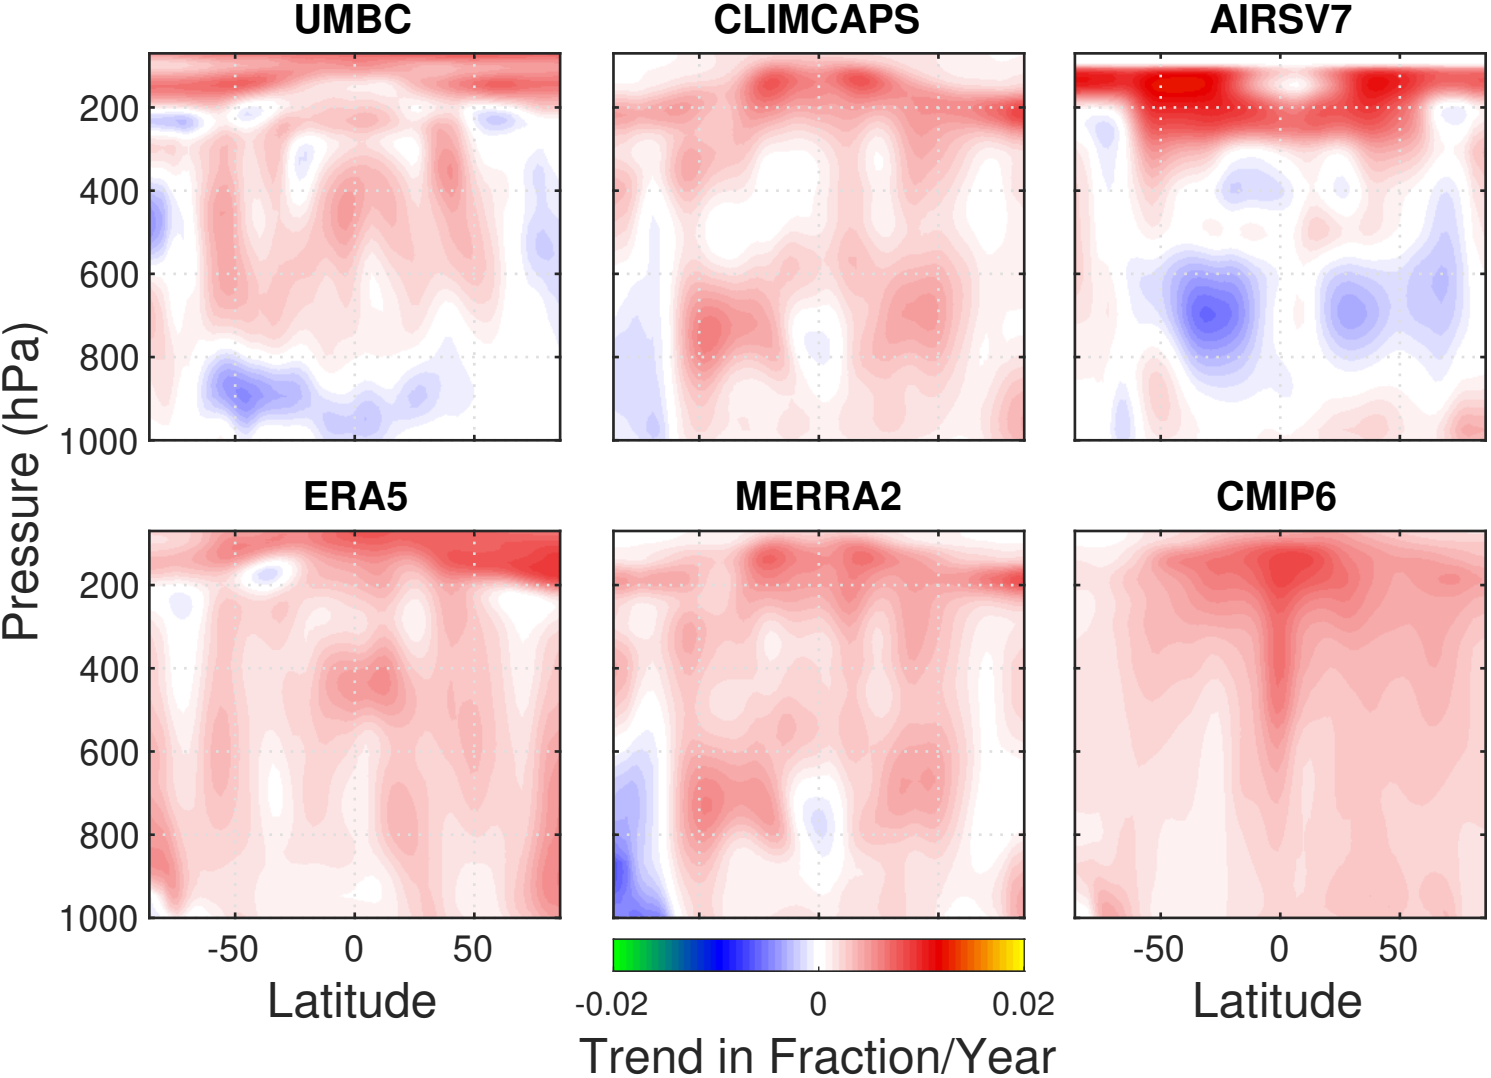 UMBC CLIMCAPS AIRSV7
200
400
600
800
1000
Pressure (hPa)
ERA5 MERRA2 CMIP6
200
400
600
800
1000
-50 0 50 -50 0 50
Latitude Latitude
-0.02 0 0.02
Trend in Fraction/Year